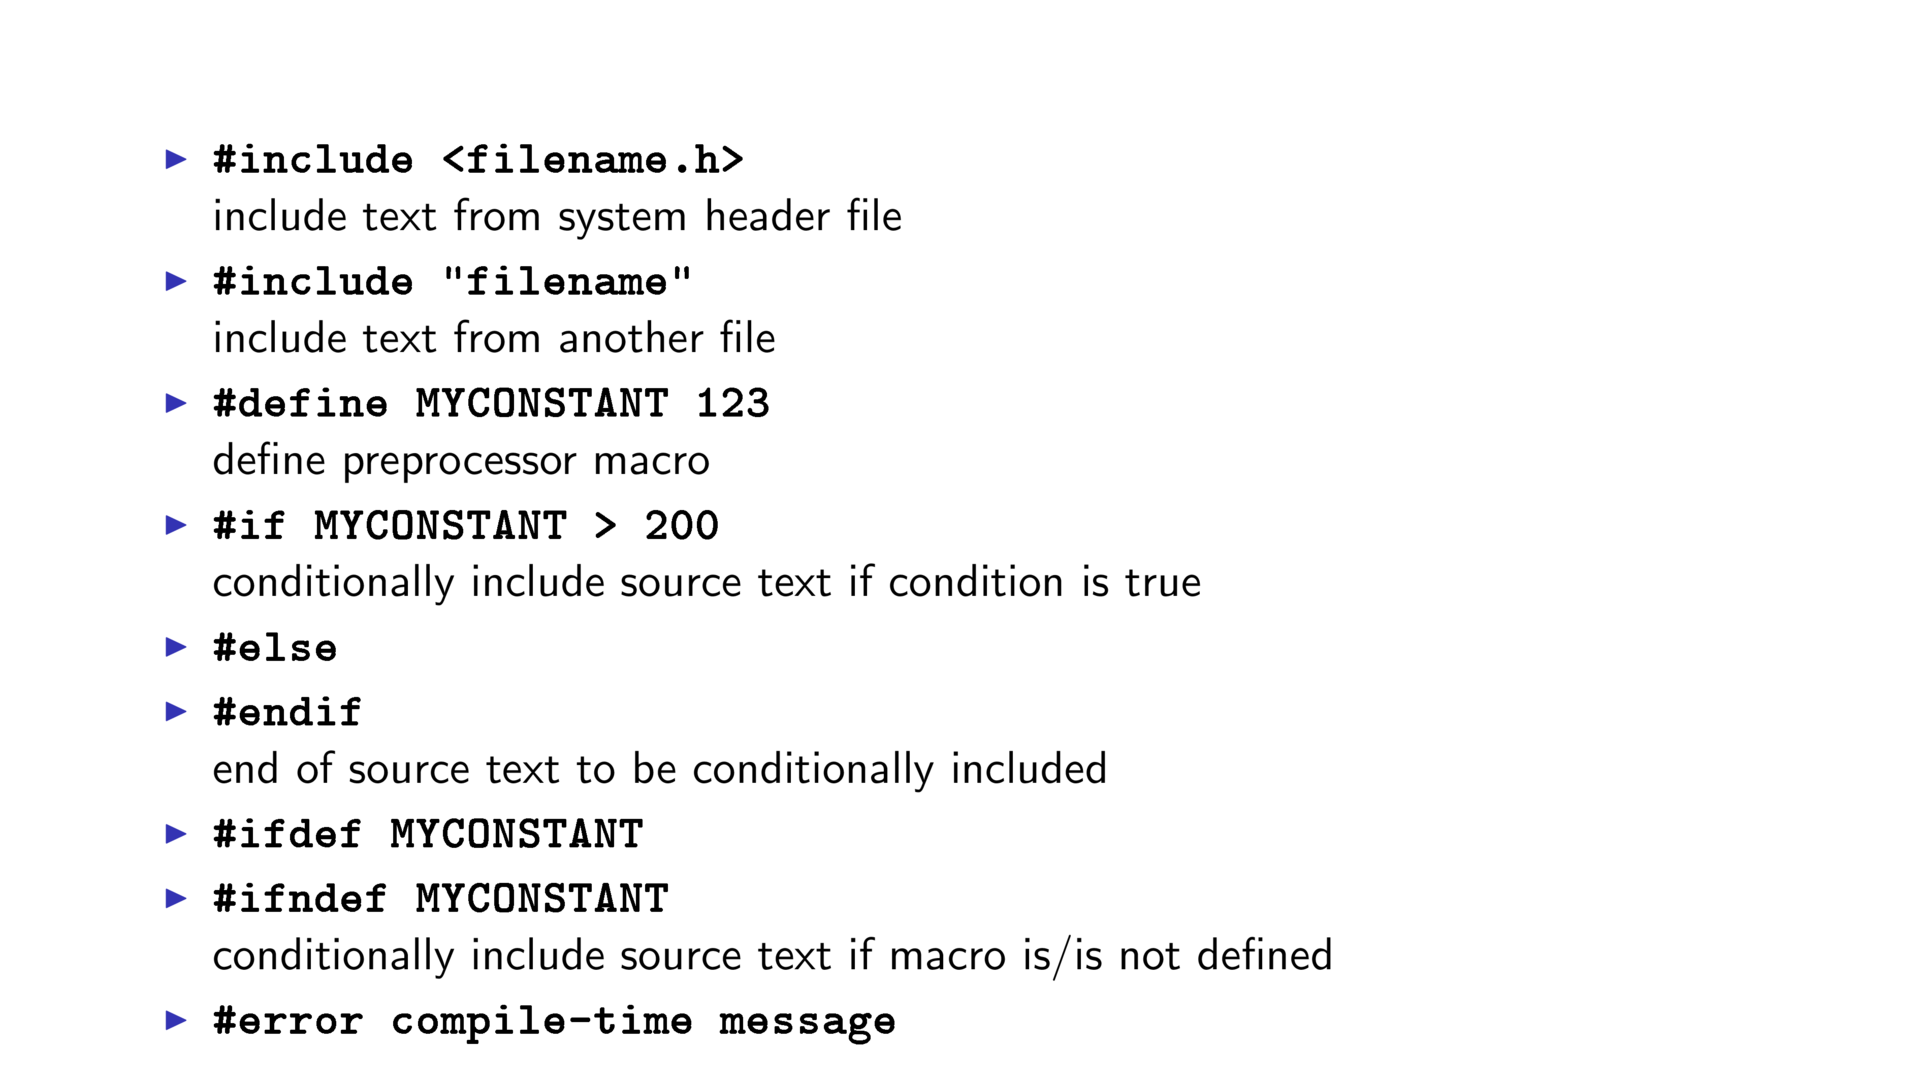 ▶ #include <filename.h>
include text from system header file
▶ #include "filename"
include text from another file
▶ #define MYCONSTANT 123
define preprocessor macro
▶ #if MYCONSTANT > 200
conditionally include source text if condition is true
▶ #else
▶ #endif
end of source text to be conditionally included
▶ #ifdef MYCONSTANT
▶ #ifndef MYCONSTANT
conditionally include source text if macro is/is not defined
▶ #error compile-time message